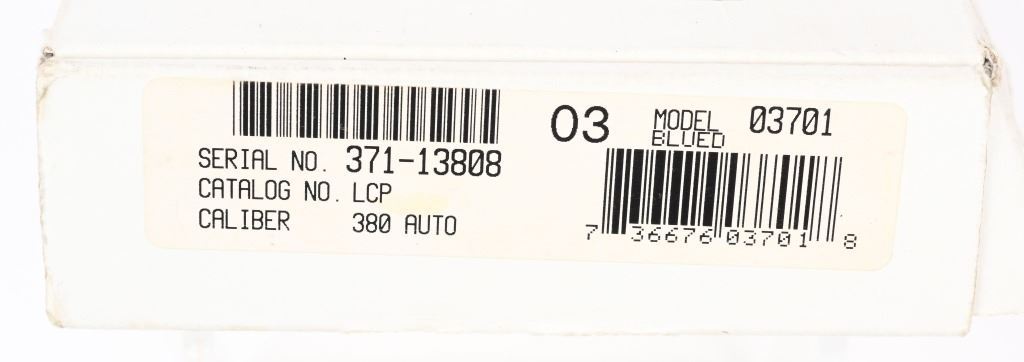 SERIAL NO. 371-13808
CATALOG NO. LCP
CALIBER 380 AUTO
03
MODEL 03701
BLUED
7 36676 03701 8